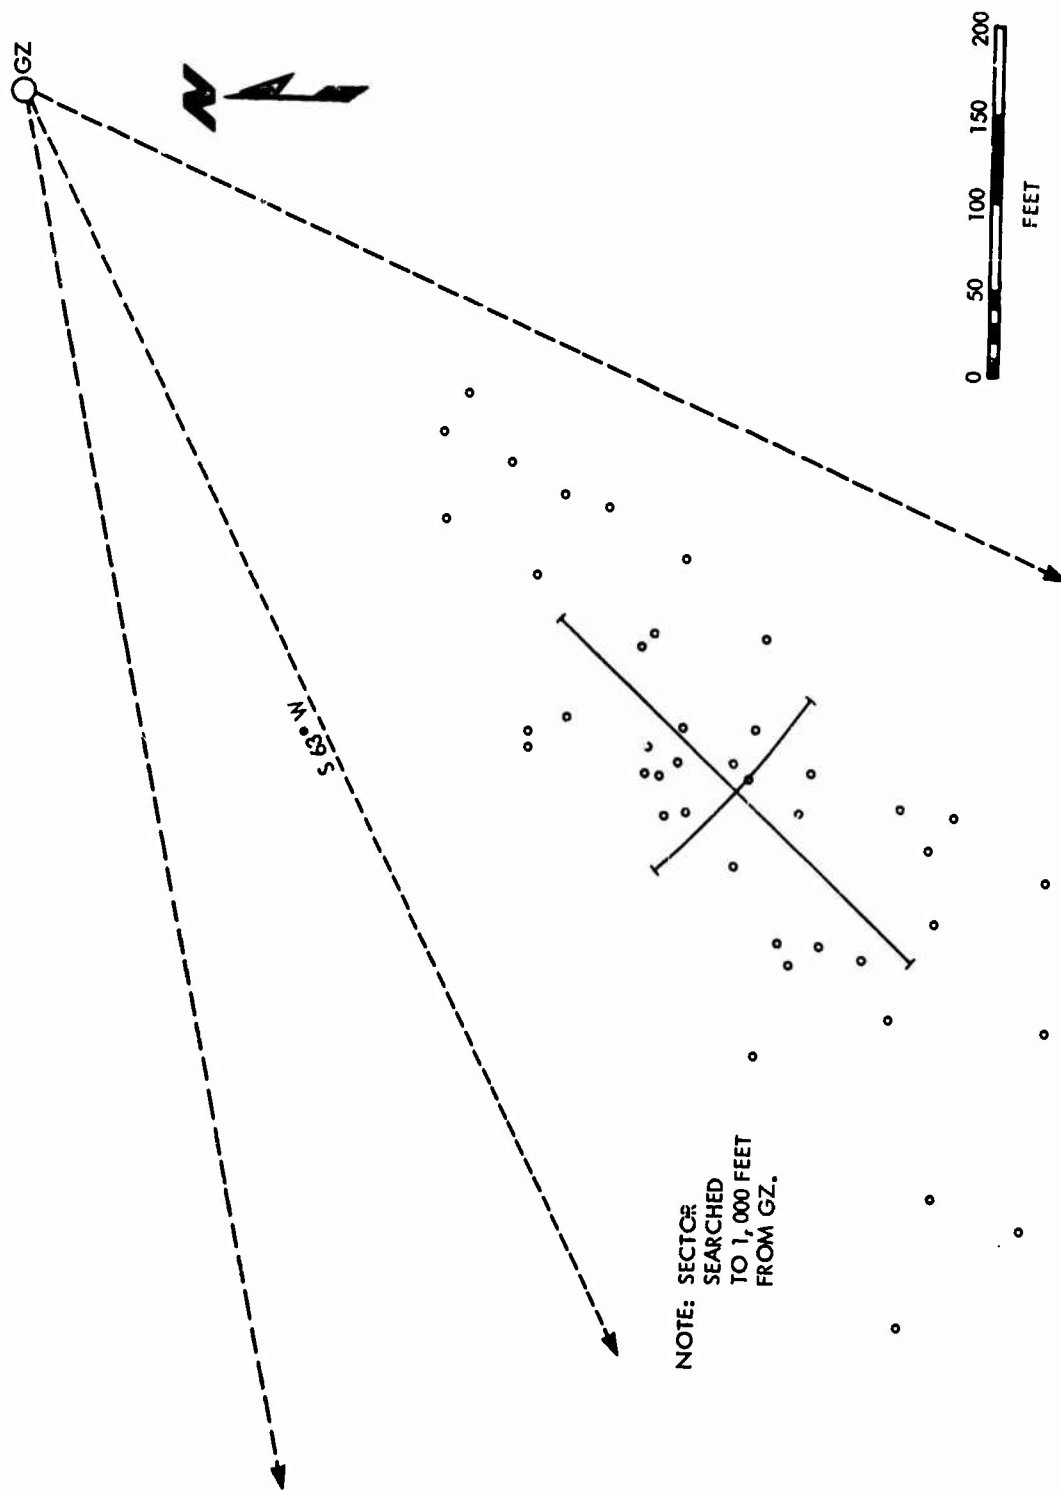 GZ
N
S 63° W
NOTE: SECTOR
SEARCHED
TO 1,000 FEET
FROM GZ.
0 50 100 150 200
FEET